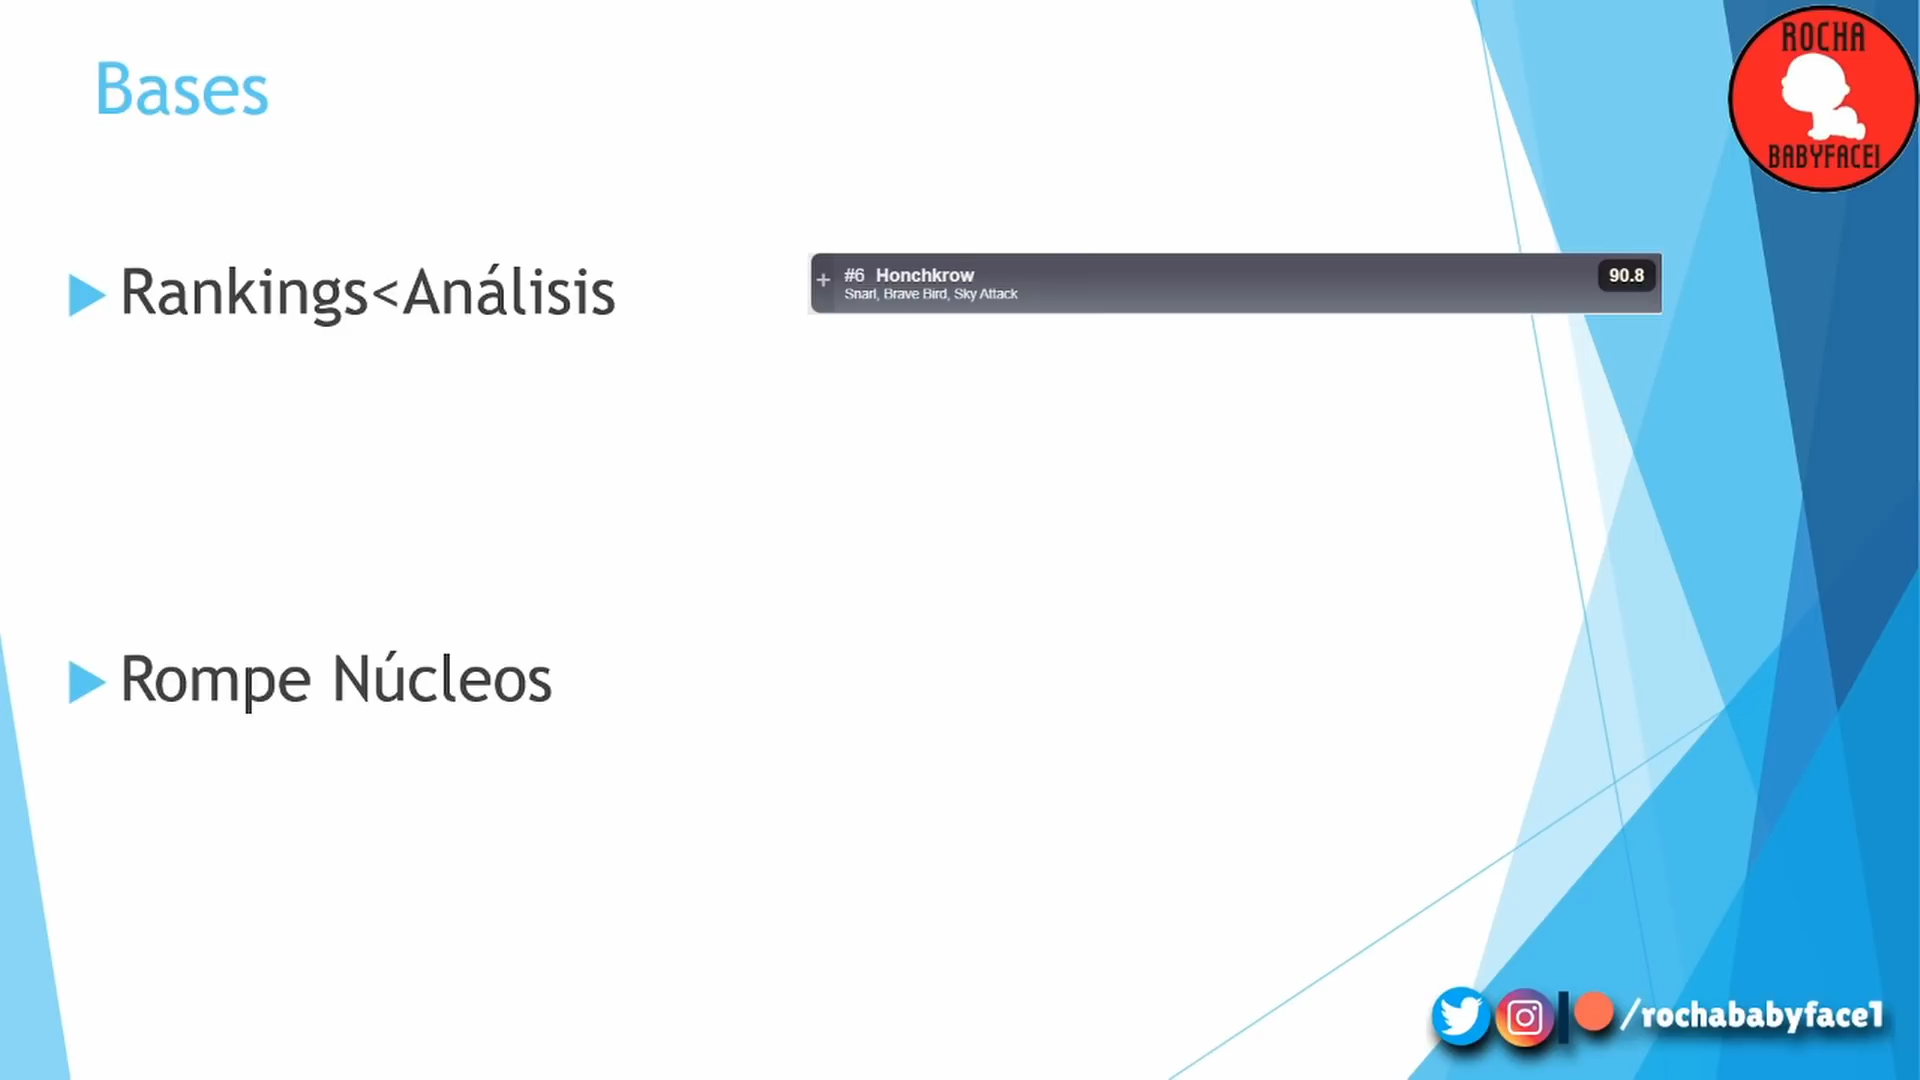 Bases
ROCHA
BABYFACE1
Rankings<Análisis
#6 Honchkrow
90.8
Snarl, Brave Bird, Sky Attack
Rompe Núcleos
/rochababyface1